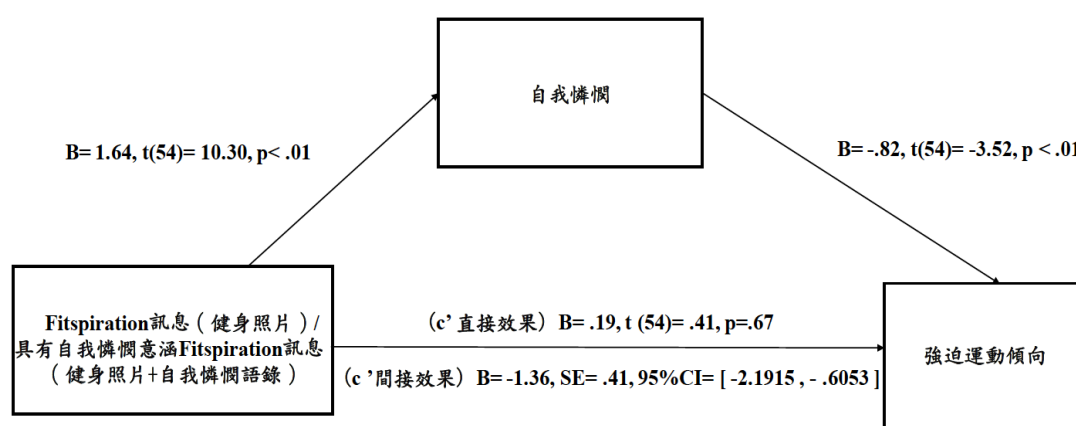 自我憐憫
B= 1.64, t(54)= 10.30, p< .01
B= -.82, t(54)= -3.52, p < .01
Fitspiration訊息（健身照片）/
具有自我憐憫意涵Fitspiration訊息
（健身照片+自我憐憫語錄）
（c’ 直接效果） B= .19, t (54)= .41, p=.67
（c ’間接效果） B= -1.36, SE= .41, 95%CI= [ -2.1915 , - .6053 ]
強迫運動傾向